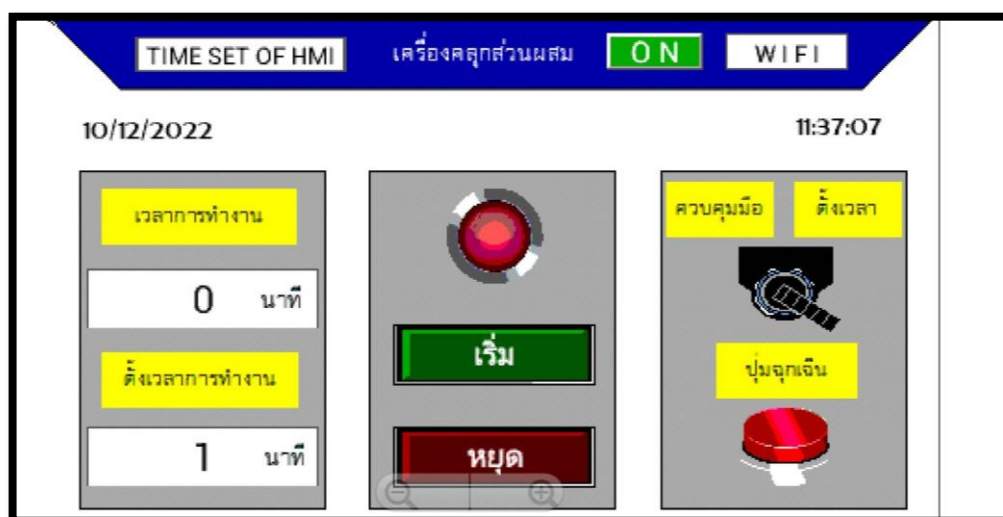 TIME SET OF HMI เครื่องคลุกส่วนผสม ON WIFI
10/12/2022 11:37:07
เวลาการทำงาน
0 นาที
ตั้งเวลาการทำงาน
1 นาที
เริ่ม
หยุด
ควบคุมมือ ตั้งเวลา
ปุ่มฉุกเฉิน